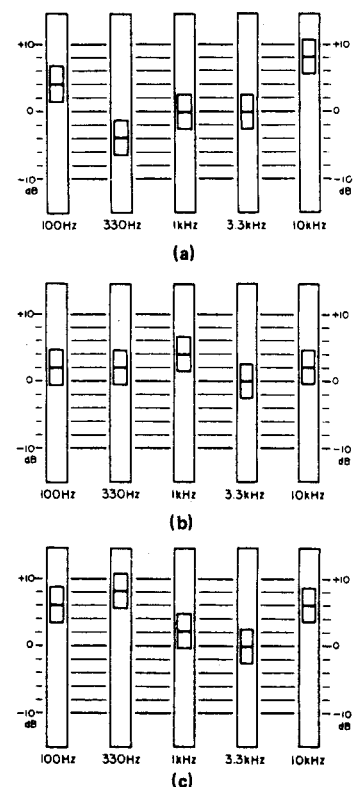 +10 +10
0 0
-10 -10
dB dB
100Hz 330Hz 1kHz 3.3kHz 10kHz
(a)
+10 +10
0 0
-10 -10
dB dB
100Hz 330Hz 1kHz 3.3kHz 10kHz
(b)
+10 +10
0 0
-10 -10
dB dB
100Hz 330Hz 1kHz 3.3kHz 10kHz
(c)